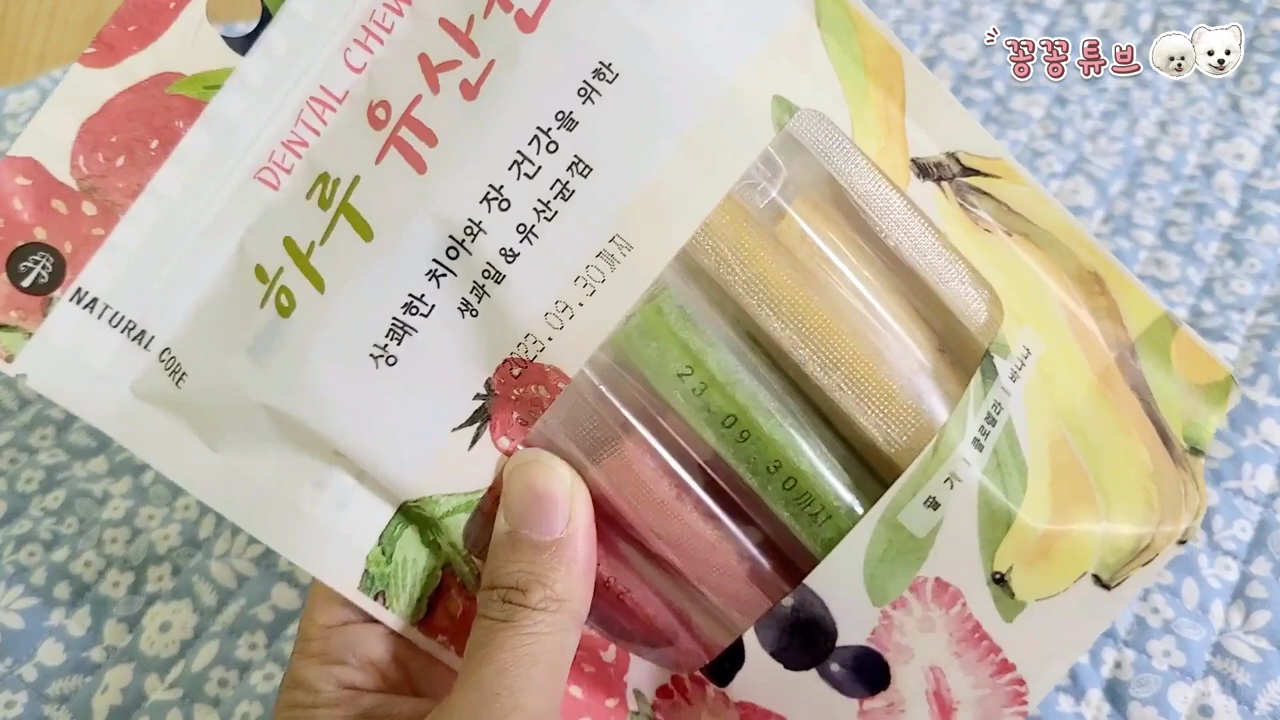 꽁꽁튜브
DENTAL CHEW
하루 유산균
상쾌한 치아와 장 건강을 위한
생과일 & 유산균껌
2023.09.30까지
NATURAL CORE
23.09.30까지
딸기 | 클로렐라 | 바나나